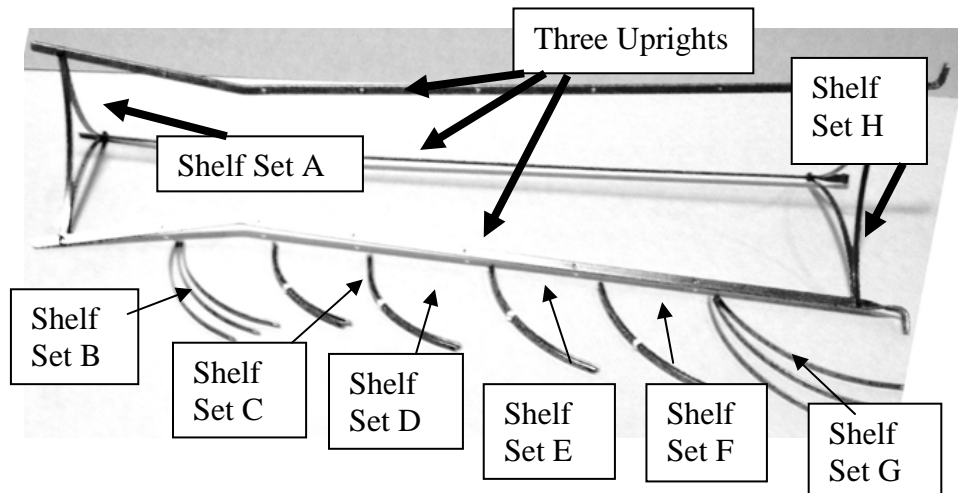 Three Uprights
Shelf
Set H
Shelf Set A
Shelf
Set B
Shelf
Set C
Shelf
Set D
Shelf
Set E
Shelf
Set F
Shelf
Set G